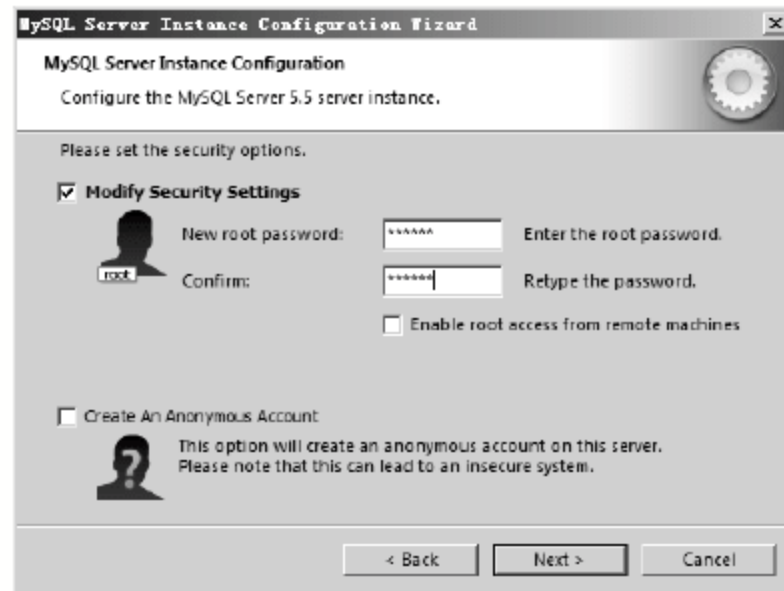 MySQL Server Instance Configuration Wizard
MySQL Server Instance Configuration
Configure the MySQL Server 5.5 server instance.
Please set the security options.
Modify Security Settings
New root password: ****** Enter the root password.
root
Confirm: ****** Retype the password.
Enable root access from remote machines
Create An Anonymous Account
This option will create an anonymous account on this server.
Please note that this can lead to an insecure system.
< Back Next > Cancel